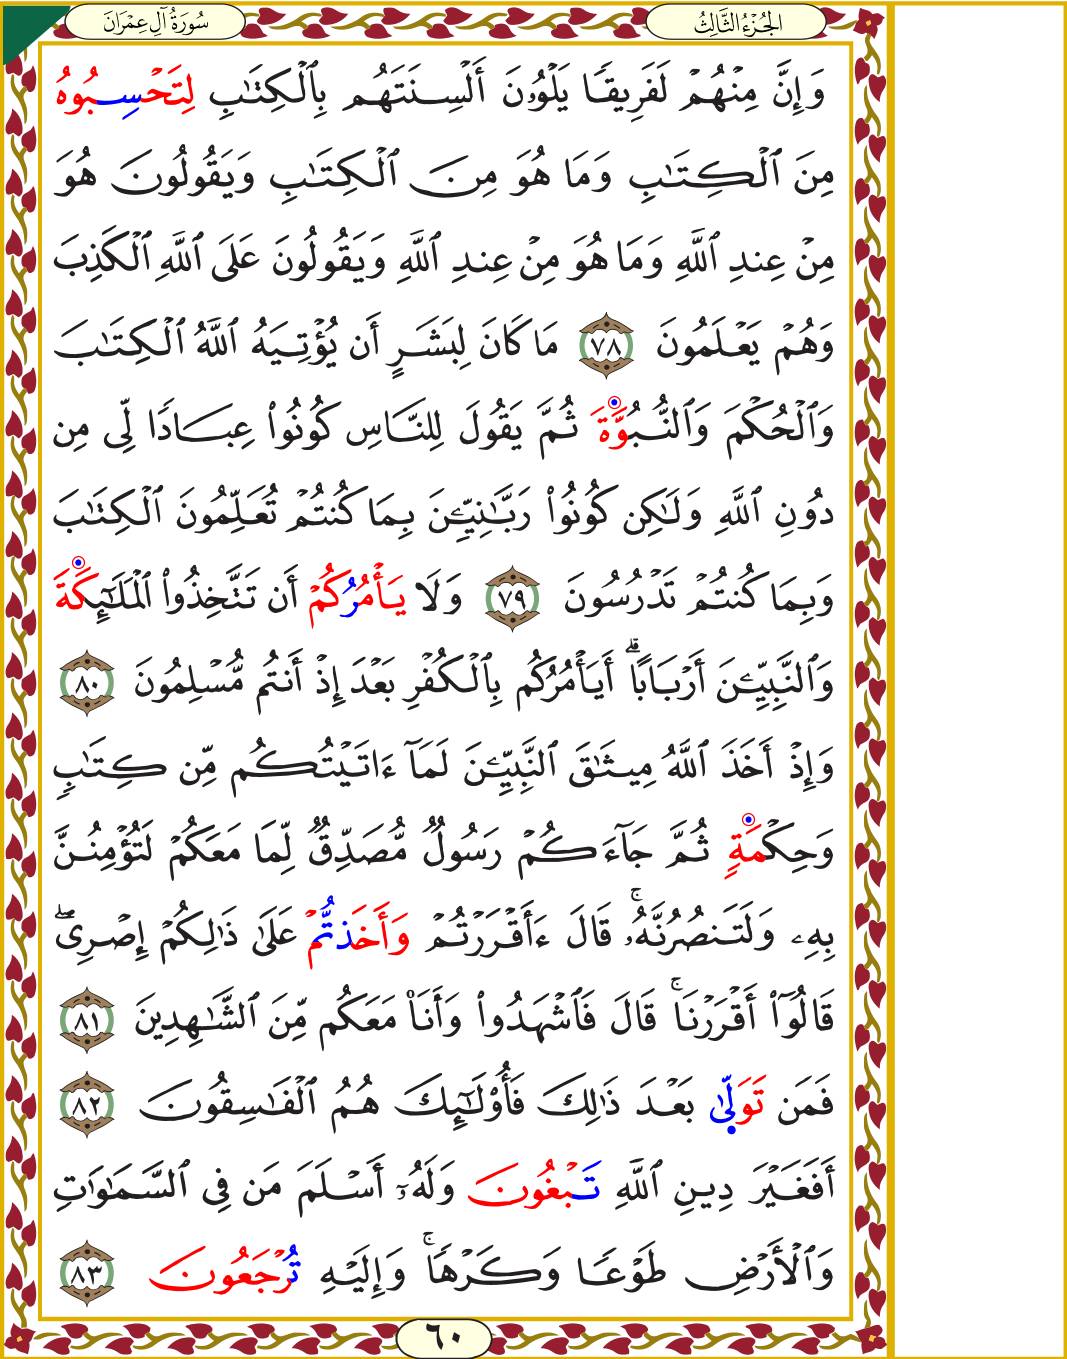 سُورَةُ آلِ عِمْرَانَ
الجُزْءُ الثَّالِثُ
وَإِنَّ مِنْهُمْ لَفَرِيقًا يَلْوُۥنَ أَلْسِنَتَهُم بِٱلْكِتَٰبِ لِتَحْسِبُوهُ
مِنَ ٱلْكِتَٰبِ وَمَا هُوَ مِنَ ٱلْكِتَٰبِ وَيَقُولُونَ هُوَ
مِنْ عِندِ ٱللَّهِ وَمَا هُوَ مِنْ عِندِ ٱللَّهِ وَيَقُولُونَ عَلَى ٱللَّهِ ٱلْكَذِبَ
وَهُمْ يَعْلَمُونَ ٧٨ مَا كَانَ لِبَشَرٍ أَن يُؤْتِيَهُ ٱللَّهُ ٱلْكِتَٰبَ
وَٱلْحُكْمَ وَٱلنُّبُوَّةَ ثُمَّ يَقُولَ لِلنَّاسِ كُونُوا۟ عِبَادًا لِّى مِن
دُونِ ٱللَّهِ وَلَٰكِن كُونُوا۟ رَبَّٰنِيِّـۧنَ بِمَا كُنتُمْ تُعَلِّمُونَ ٱلْكِتَٰبَ
وَبِمَا كُنتُمْ تَدْرُسُونَ ٧٩ وَلَا يَأْمُرُكُمْ أَن تَتَّخِذُوا۟ ٱلْمَلَٰٓئِكَةَ
وَٱلنَّبِيِّـۧنَ أَرْبَابًا ۗ أَيَأْمُرُكُم بِٱلْكُفْرِ بَعْدَ إِذْ أَنتُم مُّسْلِمُونَ ٨٠
وَإِذْ أَخَذَ ٱللَّهُ مِيثَٰقَ ٱلنَّبِيِّـۧنَ لَمَآ ءَاتَيْتُكُم مِّن كِتَٰبٍ
وَحِكْمَةٍ ثُمَّ جَآءَكُمْ رَسُولٌ مُّصَدِّقٌ لِّمَا مَعَكُمْ لَتُؤْمِنُنَّ
بِهِۦ وَلَتَنصُرُنَّهُۥ ۚ قَالَ ءَأَقْرَرْتُمْ وَأَخَذتُّمْ عَلَىٰ ذَٰلِكُمْ إِصْرِى ۖ
قَالُوٓا۟ أَقْرَرْنَا ۚ قَالَ فَٱشْهَدُوا۟ وَأَنَا۠ مَعَكُم مِّنَ ٱلشَّٰهِدِينَ ٨١
فَمَن تَوَلَّىٰ بَعْدَ ذَٰلِكَ فَأُو۟لَٰٓئِكَ هُمُ ٱلْفَٰسِقُونَ ٨٢
أَفَغَيْرَ دِينِ ٱللَّهِ تَبْغُونَ وَلَهُۥٓ أَسْلَمَ مَن فِى ٱلسَّمَٰوَٰتِ
وَٱلْأَرْضِ طَوْعًا وَكَرْهًا ۚ وَإِلَيْهِ تُرْجَعُونَ ٨٣
٦٠